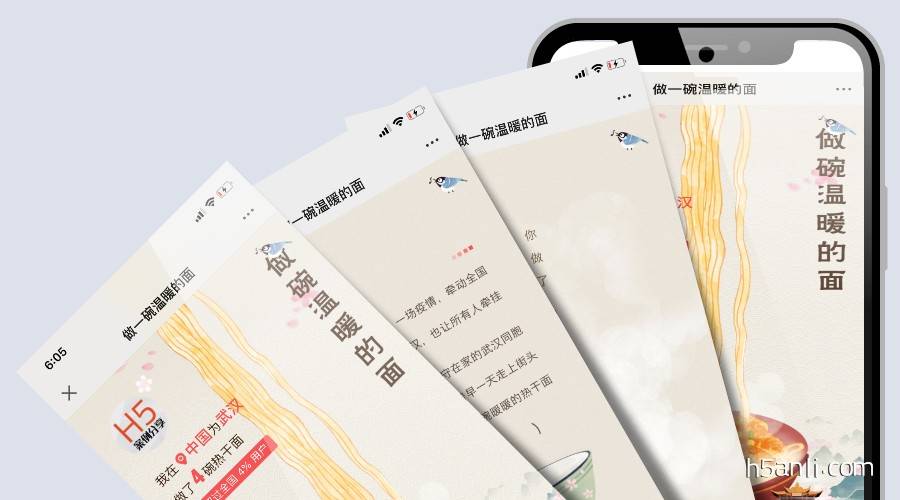 6:05
做一碗温暖的面
做碗温暖的面
H5
案例分享
我在中国为武汉
做了4碗热干面
过全国 4% 用户
做一碗温暖的面
一场疫情，牵动全国
汉，也让所有人牵挂
守在家的武汉同胞
早一天走上街头
碗暖暖的热干面
)
做一碗温暖的面
你
做
了
做一碗温暖的面
汉
做碗温暖的面
h5anli.com